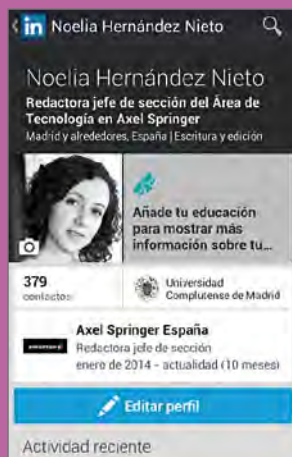 in Noelia Hernández Nieto
Noelia Hernández Nieto
Redactora jefe de sección del Área de
Tecnología en Axel Springer
Madrid y alrededores, España | Escritura y edición
Añade tu educación
para mostrar más
información sobre tu...
379
contactos
Universidad
Complutense de Madrid
Axel Springer España
Redactora jefe de sección
enero de 2014 - actualidad (10 meses)
Editar perfil
Actividad reciente